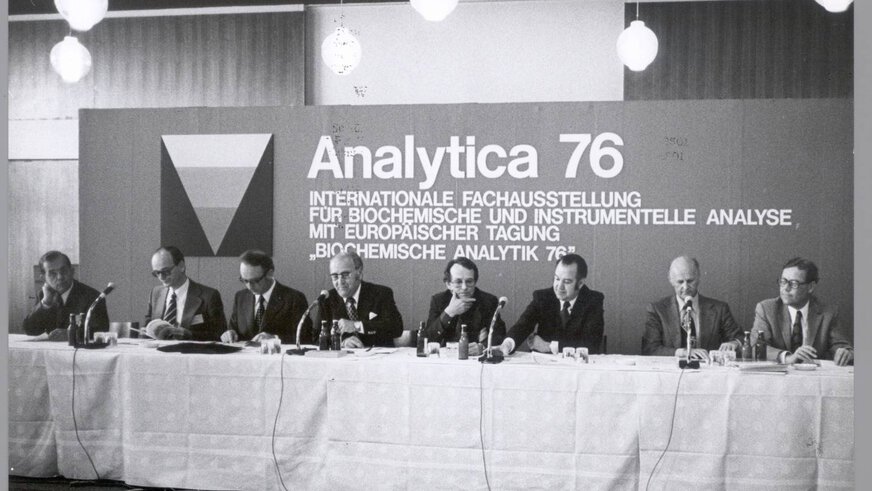 Analytica 76
INTERNATIONALE FACHAUSSTELLUNG
FÜR BIOCHEMISCHE UND INSTRUMENTELLE ANALYSE
MIT EUROPÄISCHER TAGUNG
„BIOCHEMISCHE ANALYTIK 76"